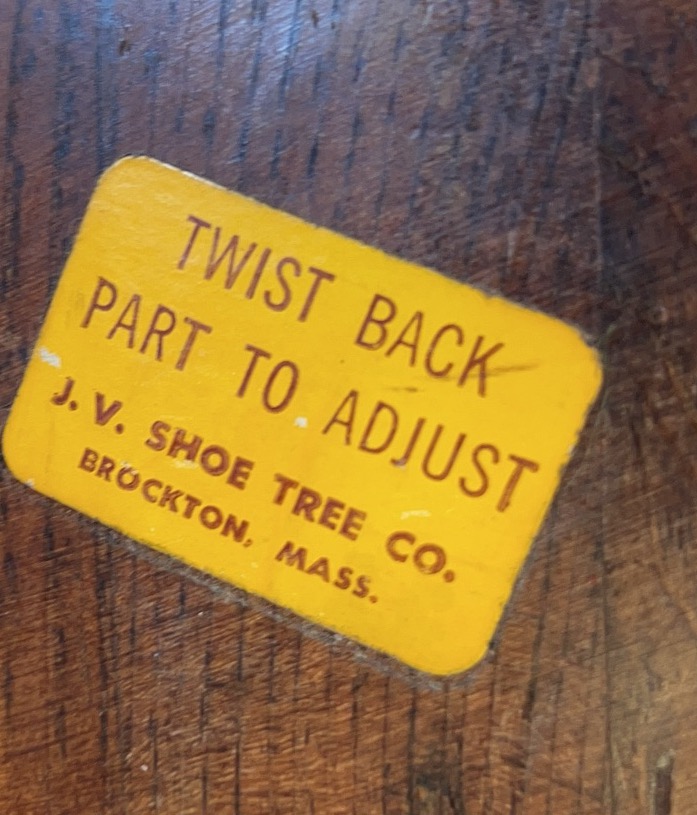 TWIST BACK
PART TO ADJUST
J. V. SHOE TREE CO.
BROCKTON, MASS.